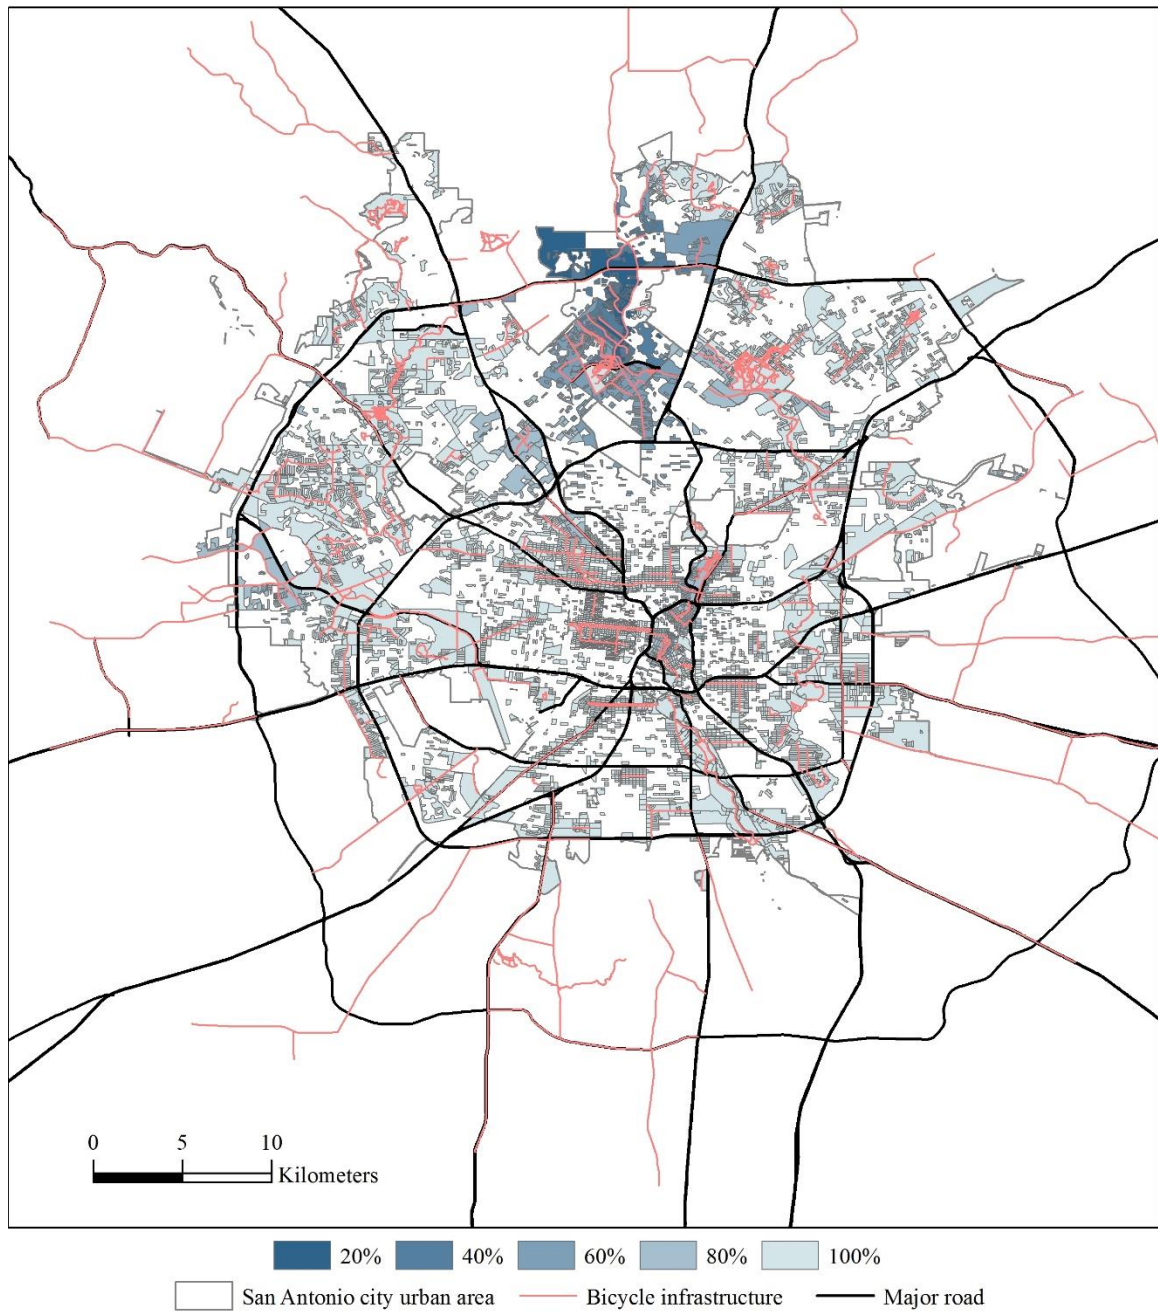 0 5 10
Kilometers
20% 40% 60% 80% 100%
San Antonio city urban area Bicycle infrastructure Major road